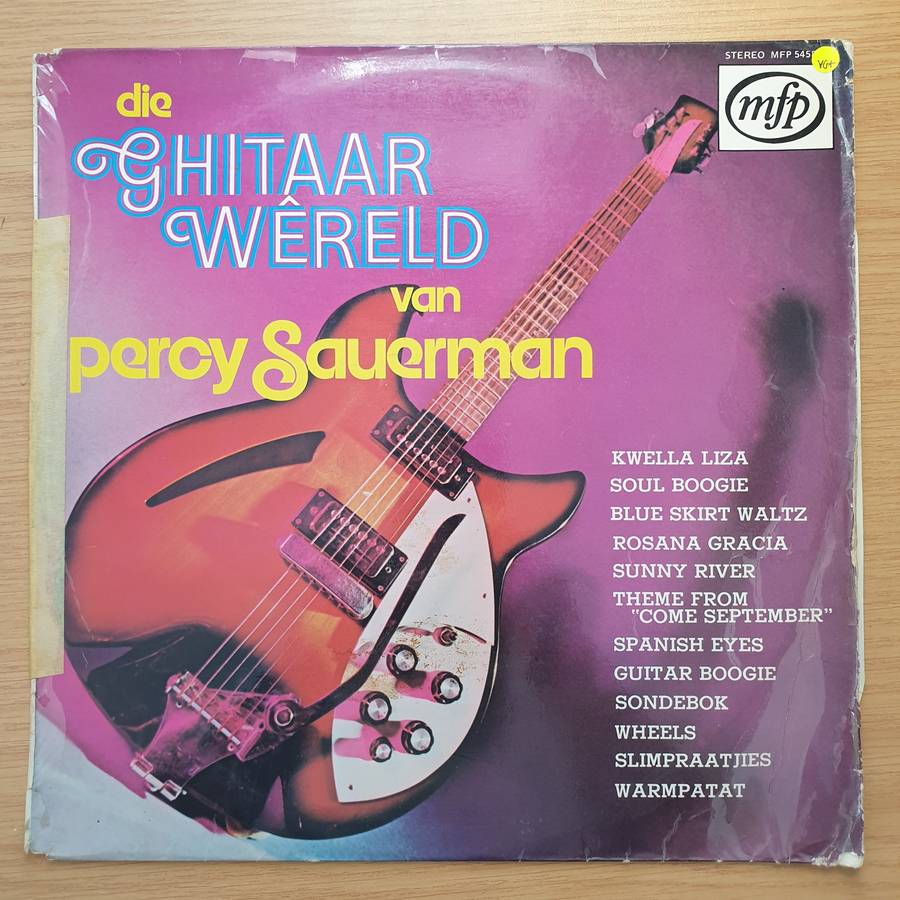 die
GHITAAR
WÊRELD
van
percy Sauerman
STEREO MFP
VG+
mfp
KWELLA LIZA
SOUL BOOGIE
BLUE SKIRT WALTZ
ROSANA GRACIA
SUNNY RIVER
THEME FROM
"COME SEPTEMBER"
SPANISH EYES
GUITAR BOOGIE
SONDEBOK
WHEELS
SLIMPRAATJIES
WARMPATAT